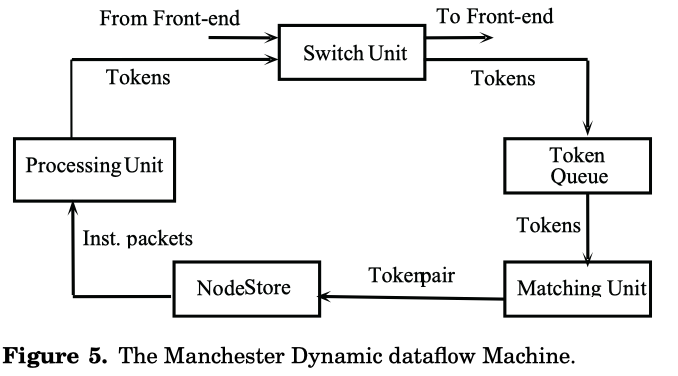 From Front-end
To Front-end
Switch Unit
Tokens
Tokens
Processing Unit
Token
Queue
Inst. packets
Tokens
NodeStore
Tokenpair
Matching Unit
Figure 5. The Manchester Dynamic dataflow Machine.